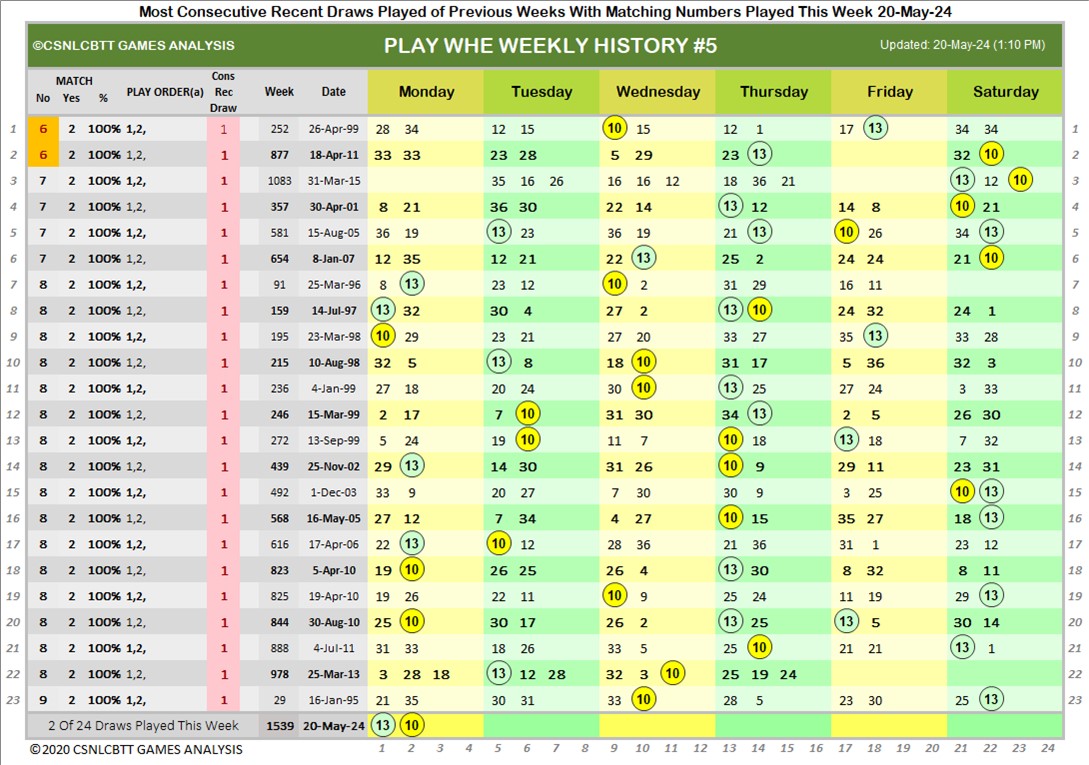 Most Consecutive Recent Draws Played of Previous Weeks With Matching Numbers Played This Week 20-May-24
©CSNLCBTT GAMES ANALYSIS PLAY WHE WEEKLY HISTORY #5 Updated: 20-May-24 (1:10 PM)
MATCH Cons
No Yes % PLAY ORDER(a) Rec Week Date Monday Tuesday Wednesday Thursday Friday Saturday
Draw
1 6 2 100% 1,2, 1 252 26-Apr-99 28 34 12 15 10 15 12 1 17 13 34 34 1
2 6 2 100% 1,2, 1 877 18-Apr-11 33 33 23 28 5 29 23 13 32 10 2
3 7 2 100% 1,2, 1 1083 31-Mar-15 35 16 26 16 16 12 18 36 21 13 12 10 3
4 7 2 100% 1,2, 1 357 30-Apr-01 8 21 36 30 22 14 13 12 14 8 10 21 4
5 7 2 100% 1,2, 1 581 15-Aug-05 36 19 13 23 36 19 21 13 10 26 34 13 5
6 7 2 100% 1,2, 1 654 8-Jan-07 12 35 12 21 22 13 25 2 24 24 21 10 6
7 8 2 100% 1,2, 1 91 25-Mar-96 8 13 23 12 10 2 31 29 16 11 7
8 8 2 100% 1,2, 1 159 14-Jul-97 13 32 30 4 27 2 13 10 24 32 24 1 8
9 8 2 100% 1,2, 1 195 23-Mar-98 10 29 23 21 27 20 33 27 35 13 33 28 9
10 8 2 100% 1,2, 1 215 10-Aug-98 32 5 13 8 18 10 31 17 5 36 32 3 10
11 8 2 100% 1,2, 1 236 4-Jan-99 27 18 20 24 30 10 13 25 27 24 3 33 11
12 8 2 100% 1,2, 1 246 15-Mar-99 2 17 7 10 31 30 34 13 2 5 26 30 12
13 8 2 100% 1,2, 1 272 13-Sep-99 5 24 19 10 11 7 10 18 13 18 7 32 13
14 8 2 100% 1,2, 1 439 25-Nov-02 29 13 14 30 31 26 10 9 29 11 23 31 14
15 8 2 100% 1,2, 1 492 1-Dec-03 33 9 20 27 7 30 30 9 3 25 10 13 15
16 8 2 100% 1,2, 1 568 16-May-05 27 12 7 34 4 27 10 15 35 27 18 13 16
17 8 2 100% 1,2, 1 616 17-Apr-06 22 13 10 12 28 36 21 36 31 1 23 12 17
18 8 2 100% 1,2, 1 823 5-Apr-10 19 10 26 25 26 4 13 30 8 32 8 11 18
19 8 2 100% 1,2, 1 825 19-Apr-10 19 26 22 11 10 9 25 24 11 19 29 13 19
20 8 2 100% 1,2, 1 844 30-Aug-10 25 10 30 17 26 2 13 25 13 5 30 14 20
21 8 2 100% 1,2, 1 888 4-Jul-11 31 33 18 26 33 5 25 10 21 21 13 1 21
22 8 2 100% 1,2, 1 978 25-Mar-13 3 28 18 13 12 28 32 3 10 25 19 24 22
23 9 2 100% 1,2, 1 29 16-Jan-95 21 35 30 31 33 10 28 5 23 30 25 13 23
2 Of 24 Draws Played This Week 1539 20-May-24 13 10
©2020 CSNLCBTT GAMES ANALYSIS 1 2 3 4 5 6 7 8 9 10 11 12 13 14 15 16 17 18 19 20 21 22 23 24